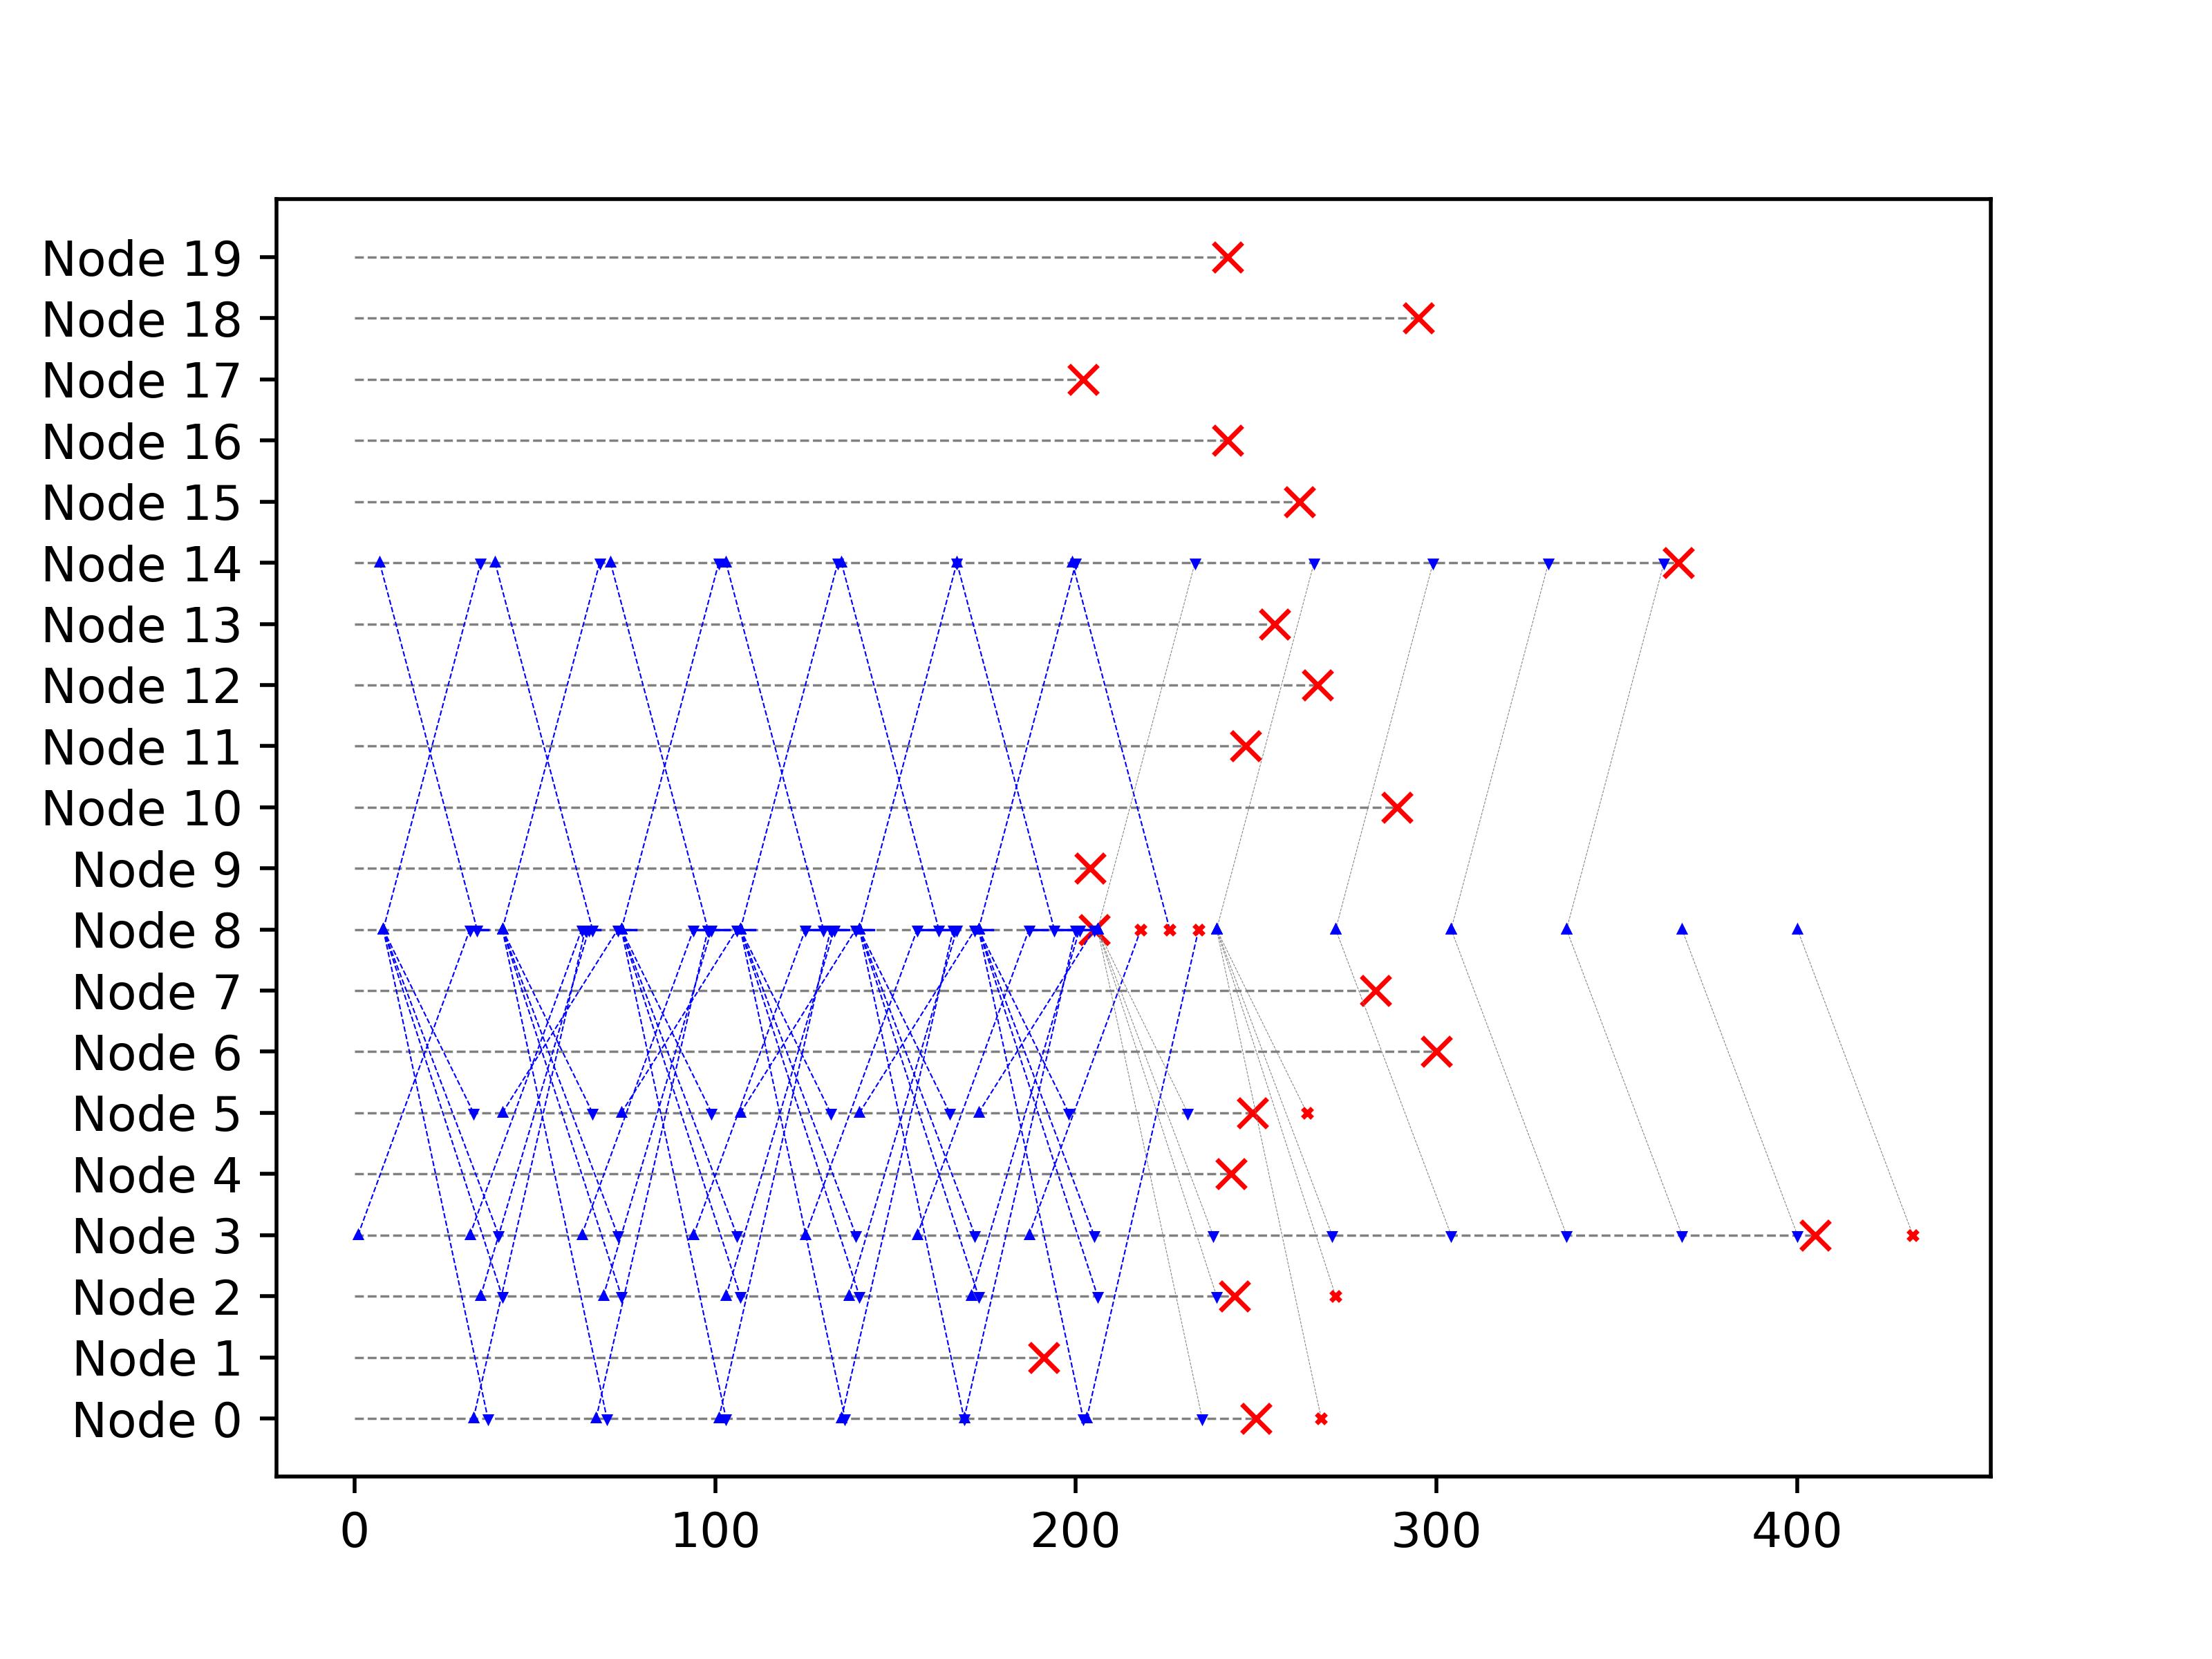 Node 19
Node 18
Node 17
Node 16
Node 15
Node 14
Node 13
Node 12
Node 11
Node 10
Node 9
Node 8
Node 7
Node 6
Node 5
Node 4
Node 3
Node 2
Node 1
Node 0
0 100 200 300 400